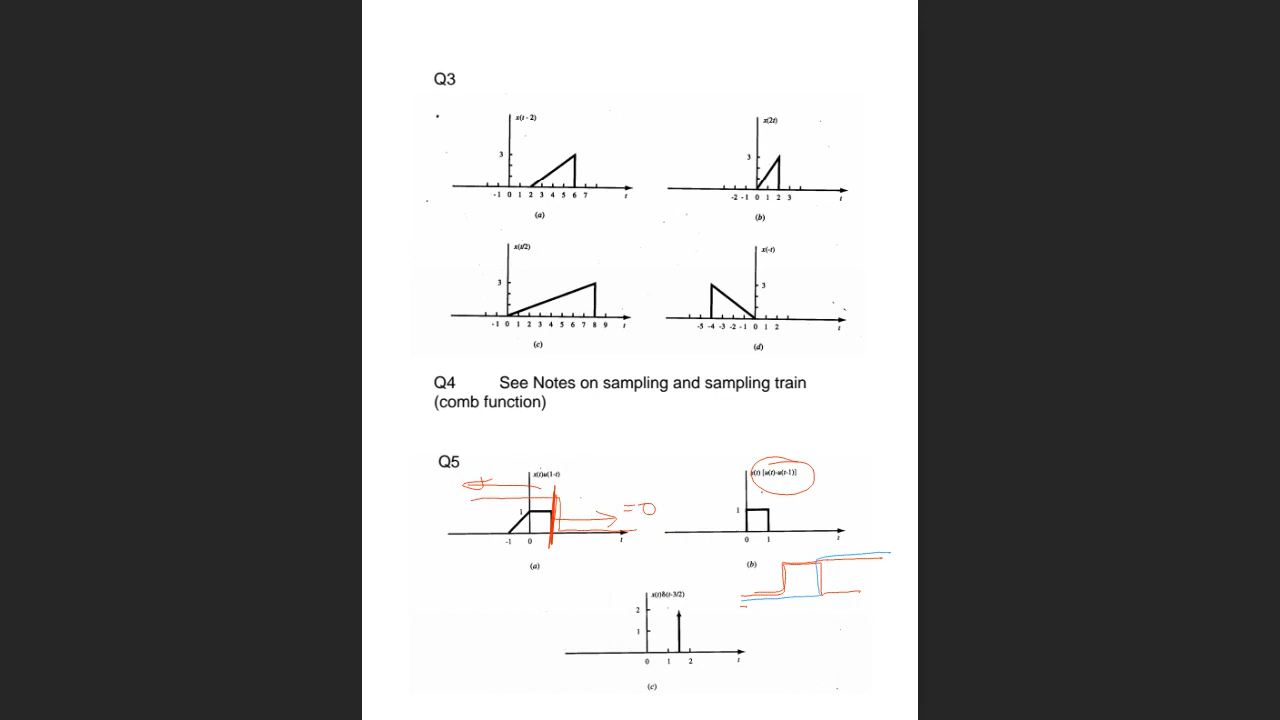 Q3
x(t - 2)
3
-1 0 1 2 3 4 5 6 7 t
(a)
x(2t)
3
-2 -1 0 1 2 3 t
(b)
x(t/2)
3
-1 0 1 2 3 4 5 6 7 8 9 t
(c)
x(-t)
3
-5 -4 -3 -2 -1 0 1 2 t
(d)
Q4 See Notes on sampling and sampling train
(comb function)
Q5
x(t)u(1-t)
1
= 0
-1 0 t
(a)
x(t) [u(t)-u(t-1)]
1
0 1 t
(b)
x(t)δ(t-3/2)
2
1
0 1 2 t
(c)